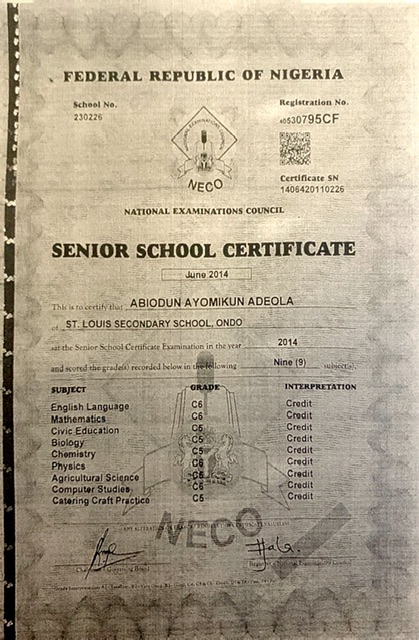 FEDERAL REPUBLIC OF NIGERIA
School No. Registration No.
230226 530795CF
NECO
Certificate SN
1406420110226
NATIONAL EXAMINATIONS COUNCIL
SENIOR SCHOOL CERTIFICATE
June 2014
This is to certify that ABIODUN AYOMIKUN ADEOLA
of ST. LOUIS SECONDARY SCHOOL, ONDO
sat the Senior School Certificate Examination in the year 2014
and scored the grade(s) recorded below in the following Nine (9) subject(s).
SUBJECT GRADE INTERPRETATION
English Language C6 Credit
Mathematics C6 Credit
Civic Education C6 Credit
Biology C5 Credit
Chemistry C5 Credit
Physics Credit
Agricultural Science Credit
Computer Studies Credit
Catering Craft Practice C5 Credit
NECO